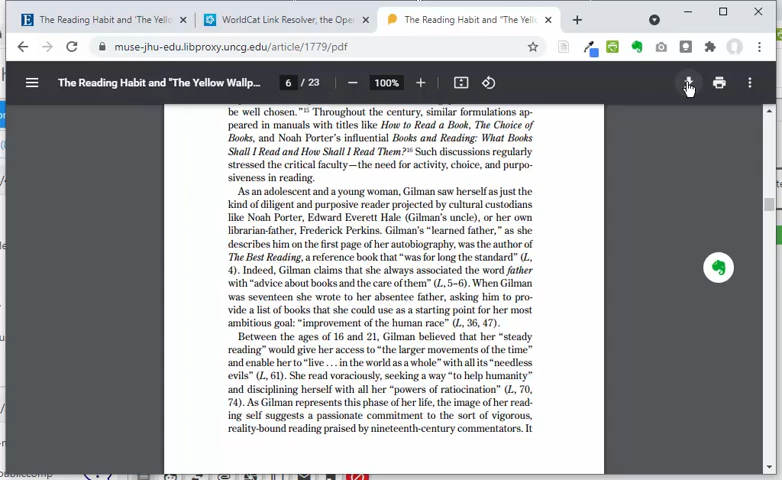 The Reading Habit and 'The Yellow
WorldCat Link Resolver, the Ope
The Reading Habit and "The Yell
muse-jhu-edu.libproxy.uncg.edu/article/1779/pdf
The Reading Habit and "The Yellow Wallp... 6 / 23 100%
be well chosen."15 Throughout the century, similar formulations ap-
peared in manuals with titles like How to Read a Book, The Choice of
Books, and Noah Porter's influential Books and Reading: What Books
Shall I Read and How Shall I Read Them?16 Such discussions regularly
stressed the critical faculty—the need for activity, choice, and purpo-
siveness in reading.
As an adolescent and a young woman, Gilman saw herself as just the
kind of diligent and purposive reader projected by cultural custodians
like Noah Porter, Edward Everett Hale (Gilman's uncle), or her own
librarian-father, Frederick Perkins. Gilman's "learned father," as she
describes him on the first page of her autobiography, was the author of
The Best Reading, a reference book that "was for long the standard" (L,
4). Indeed, Gilman claims that she always associated the word father
with "advice about books and the care of them" (L, 5–6). When Gilman
was seventeen she wrote to her absentee father, asking him to pro-
vide a list of books that she could use as a starting point for her most
ambitious goal: "improvement of the human race" (L, 36, 47).
Between the ages of 16 and 21, Gilman believed that her "steady
reading" would give her access to "the larger movements of the time"
and enable her to "live . . . in the world as a whole" with all its "needless
evils" (L, 61). She read voraciously, seeking a way "to help humanity"
and disciplining herself with all her "powers of ratiocination" (L, 70,
74). As Gilman represents this phase of her life, the image of her read-
ing self suggests a passionate commitment to the sort of vigorous,
reality-bound reading praised by nineteenth-century commentators. It